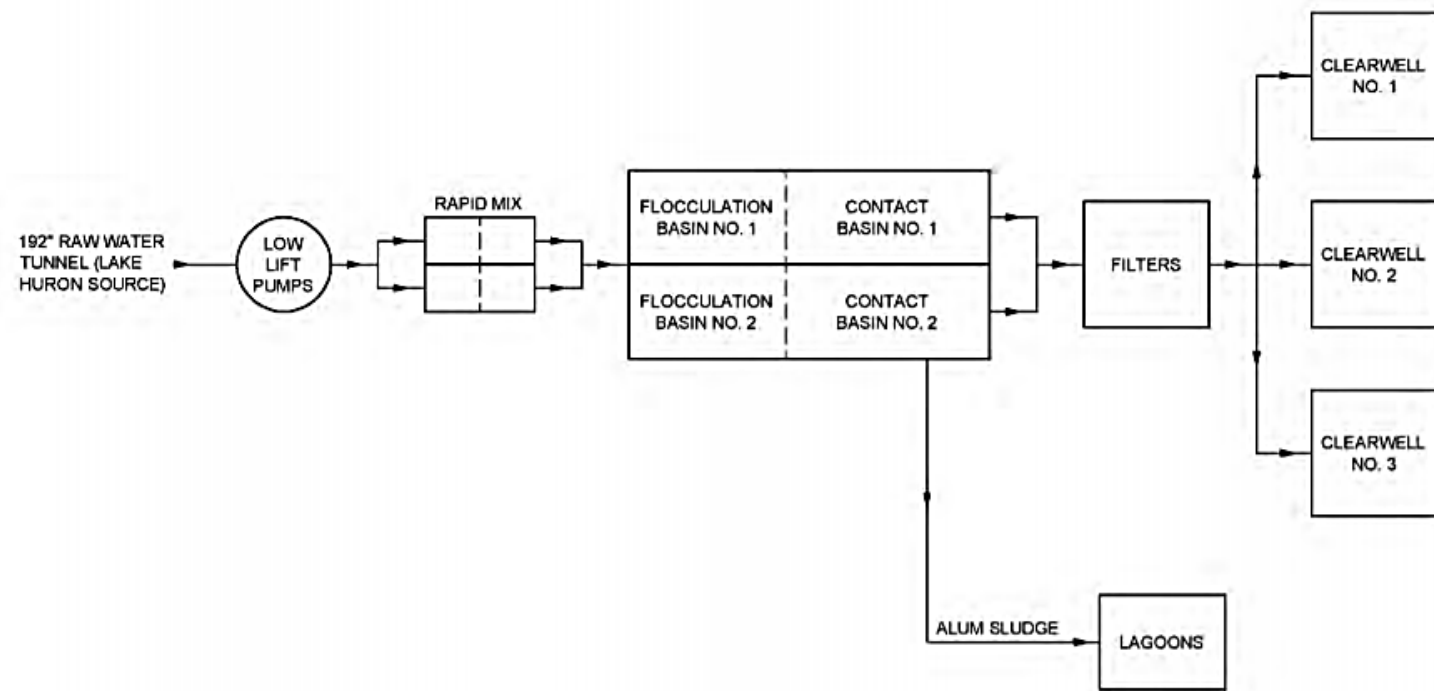 192" RAW WATER
TUNNEL (LAKE
HURON SOURCE)
LOW
LIFT
PUMPS
RAPID MIX
FLOCCULATION
BASIN NO. 1
CONTACT
BASIN NO. 1
FLOCCULATION
BASIN NO. 2
CONTACT
BASIN NO. 2
FILTERS
CLEARWELL
NO. 1
CLEARWELL
NO. 2
CLEARWELL
NO. 3
ALUM SLUDGE
LAGOONS